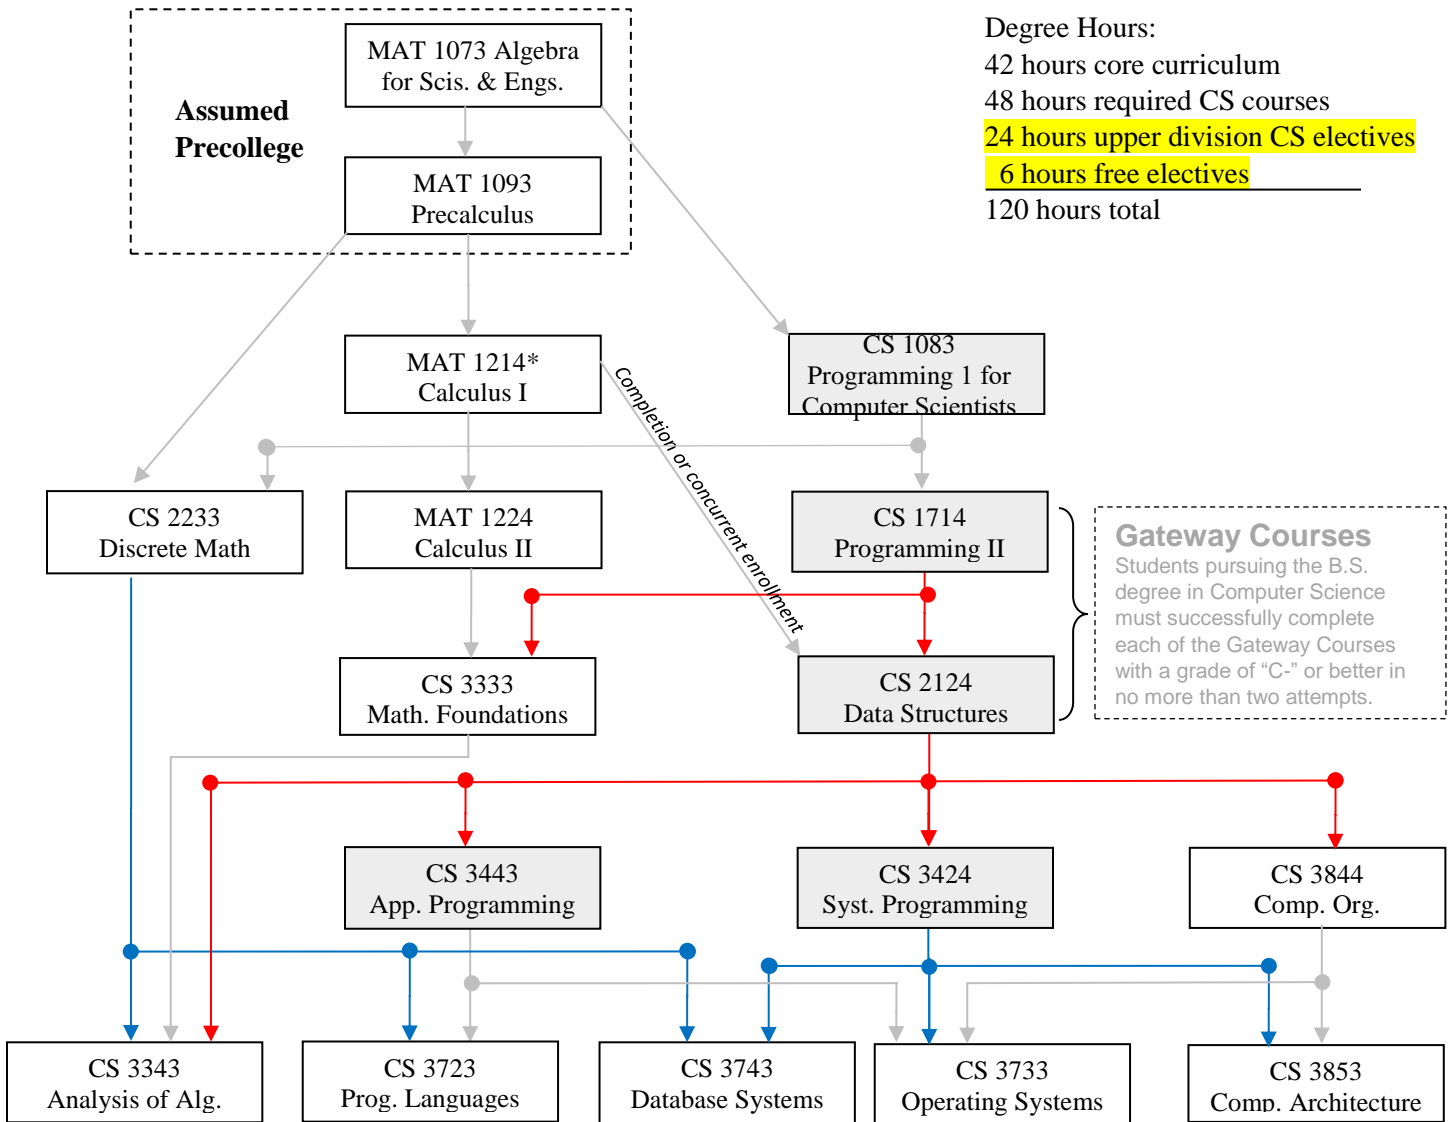 Degree Hours:
42 hours core curriculum
48 hours required CS courses
24 hours upper division CS electives
6 hours free electives
120 hours total
Assumed
Precollege
MAT 1073 Algebra
for Scis. & Engs.
MAT 1093
Precalculus
MAT 1214*
Calculus I
CS 1083
Programming 1 for
Computer Scientists
Completion or concurrent enrollment
CS 2233
Discrete Math
MAT 1224
Calculus II
CS 1714
Programming II
Gateway Courses
Students pursuing the B.S.
degree in Computer Science
must successfully complete
each of the Gateway Courses
with a grade of “C-” or better in
no more than two attempts.
CS 3333
Math. Foundations
CS 2124
Data Structures
CS 3443
App. Programming
CS 3424
Syst. Programming
CS 3844
Comp. Org.
CS 3343
Analysis of Alg.
CS 3723
Prog. Languages
CS 3743
Database Systems
CS 3733
Operating Systems
CS 3853
Comp. Architecture